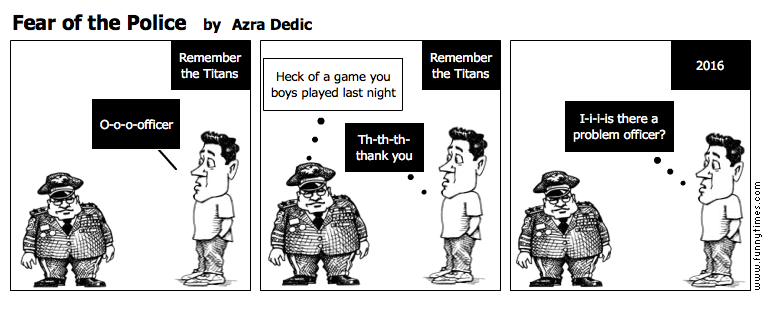 Fear of the Police by Azra Dedic
Remember
the Titans
O-o-o-officer
Remember
the Titans
Heck of a game you
boys played last night
Th-th-th-
thank you
2016
I-i-i-is there a
problem officer?
www.funnytimes.com